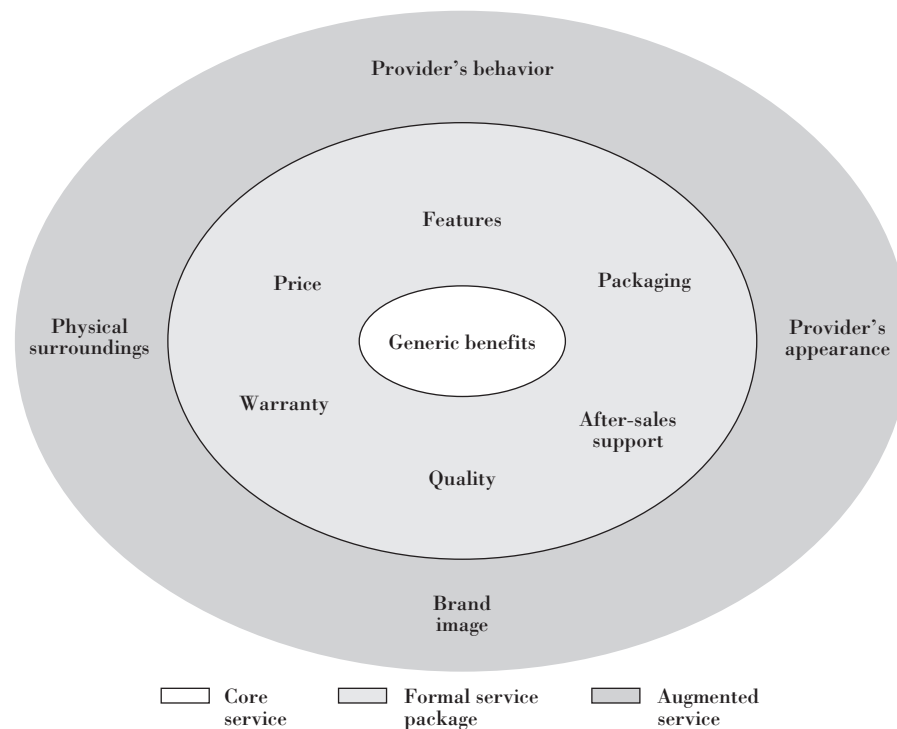 Provider’s behavior
Features
Price
Packaging
Physical
surroundings
Generic benefits
Provider’s
appearance
Warranty
After-sales
support
Quality
Brand
image
Core
service
Formal service
package
Augmented
service